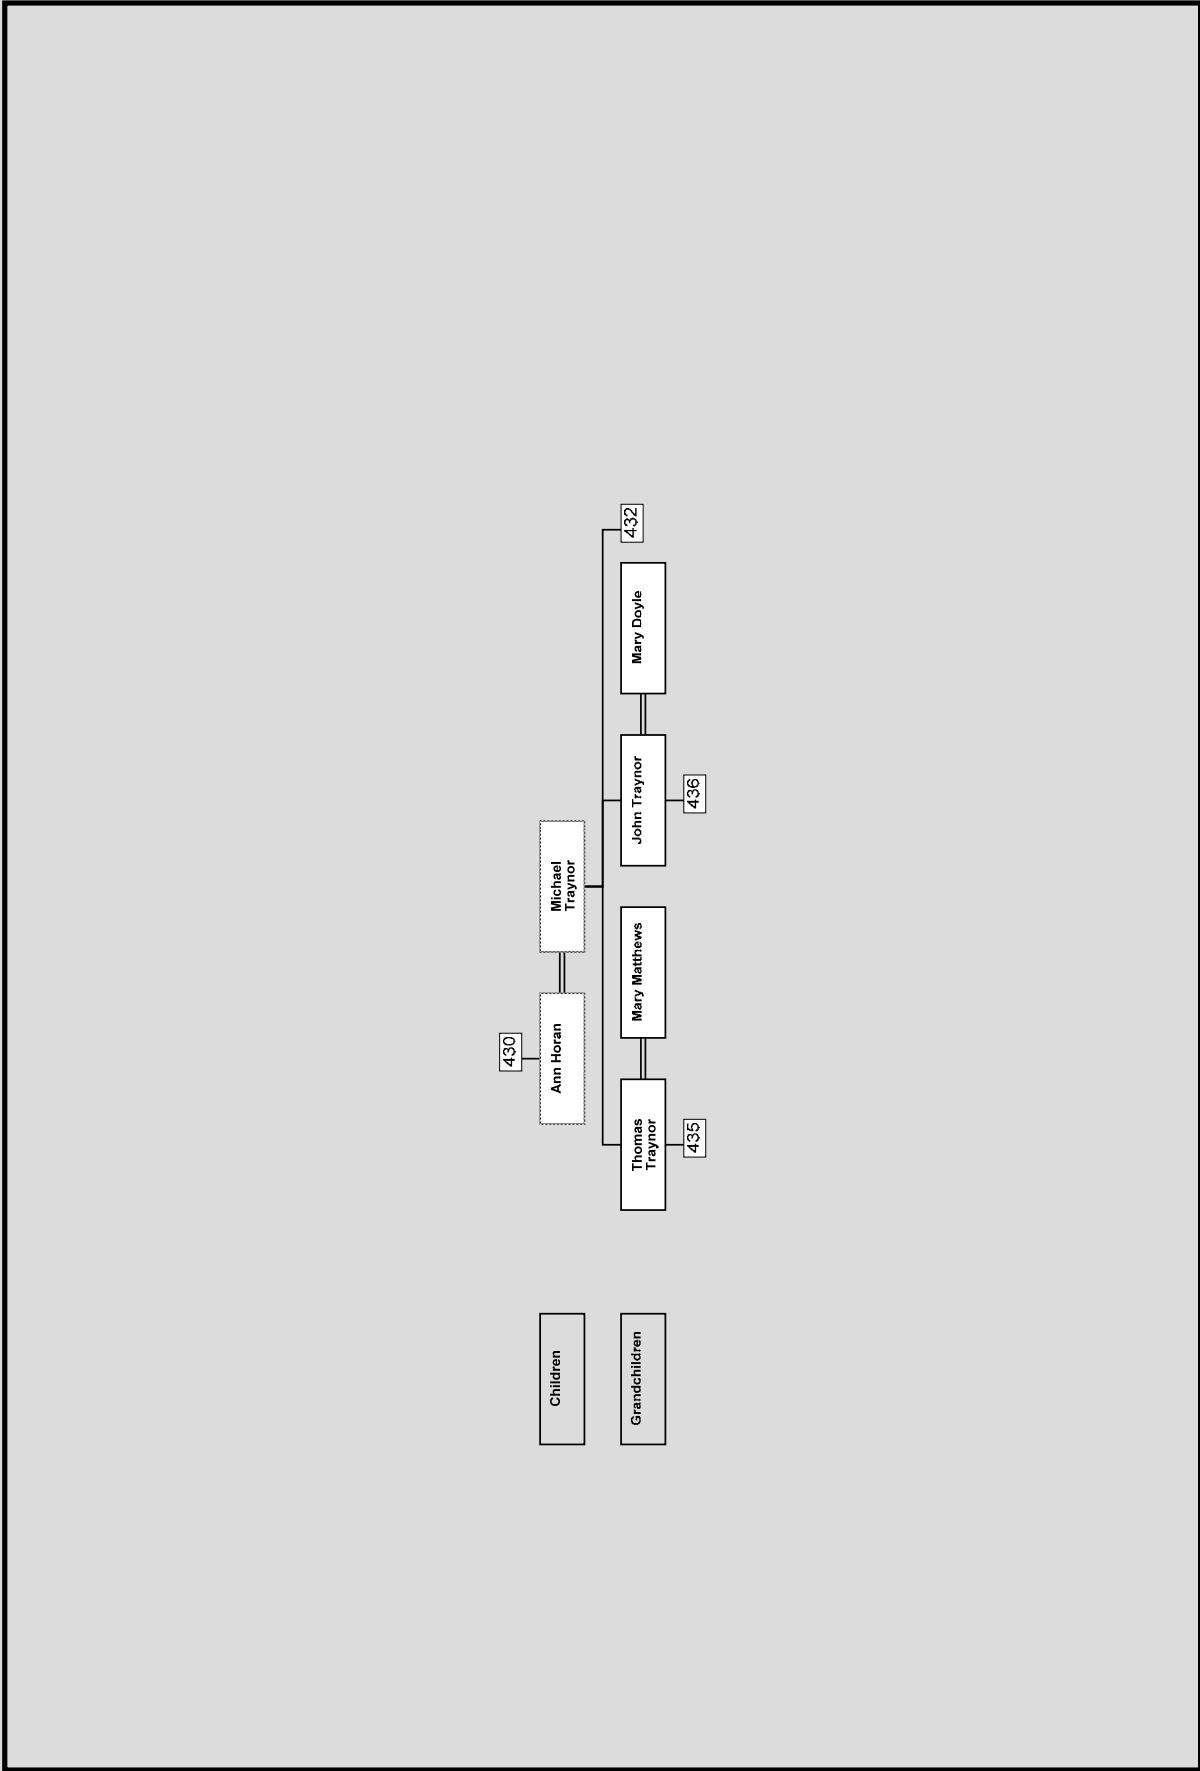 430
Children
Ann Horan
Michael
Traynor
Grandchildren
Thomas
Traynor
Mary Matthews
John Traynor
Mary Doyle
432
435
436